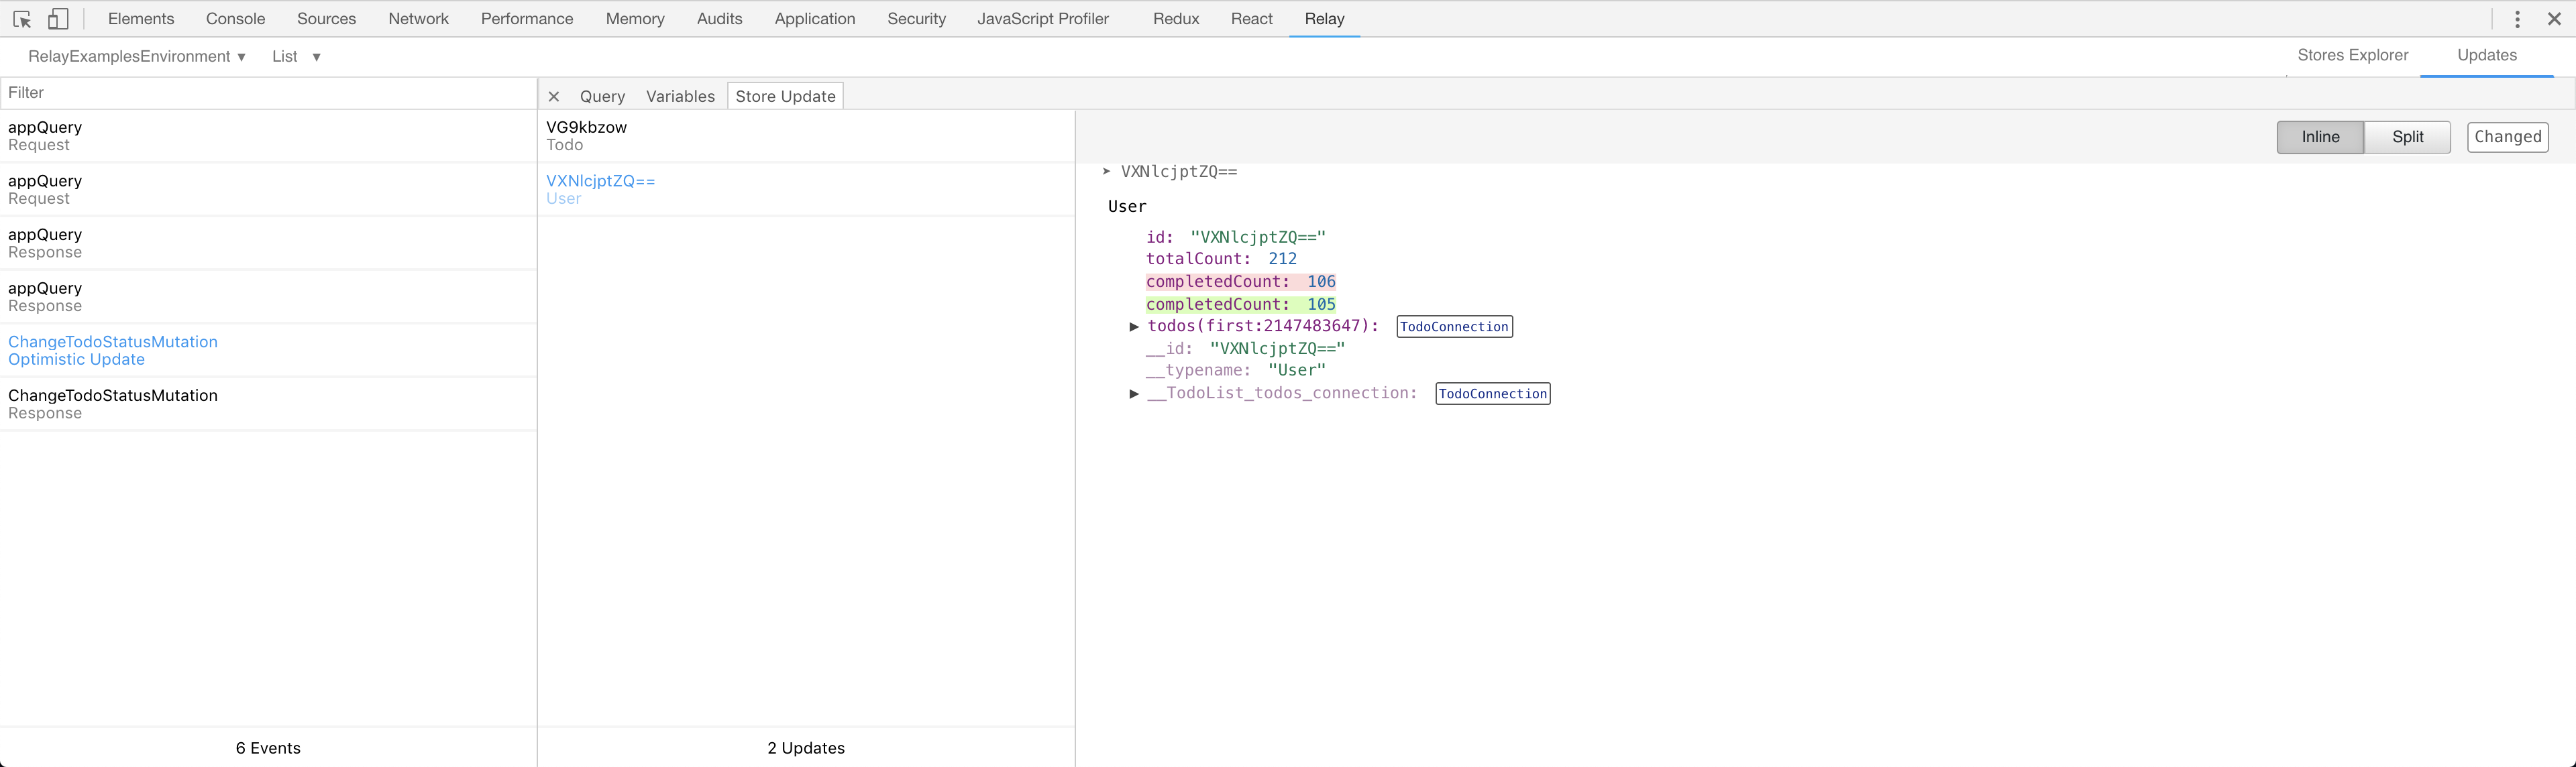 Elements Console Sources Network Performance Memory Audits Application Security JavaScript Profiler Redux React Relay
RelayExamplesEnvironment ▼ List ▼ Stores Explorer Updates
Filter
appQuery
Request
appQuery
Request
appQuery
Response
appQuery
Response
ChangeTodoStatusMutation
Optimistic Update
ChangeTodoStatusMutation
Response
6 Events
Query Variables Store Update
VG9kbzow
Todo
VXNlcjptZQ==
User
2 Updates
Inline Split Changed
VXNlcjptZQ==
User
id: "VXNlcjptZQ=="
totalCount: 212
completedCount: 106
completedCount: 105
todos(first:2147483647): TodoConnection
__id: "VXNlcjptZQ=="
__typename: "User"
__TodoList_todos_connection: TodoConnection